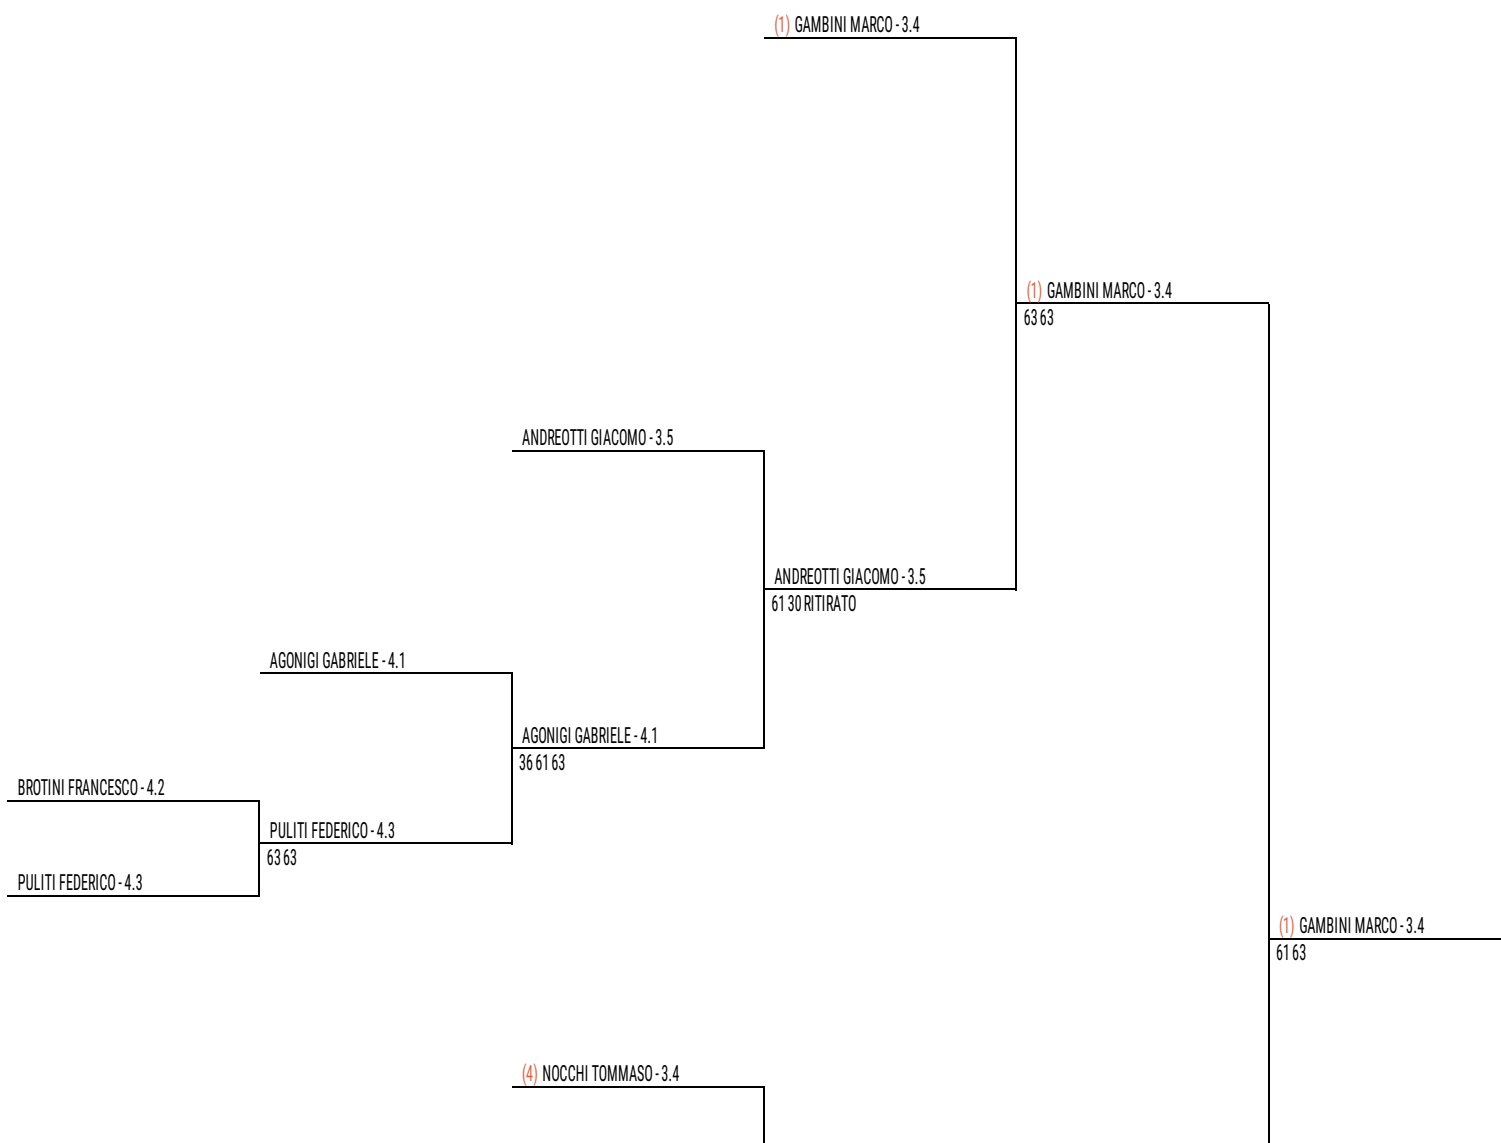 (1) GAMBINI MARCO - 3.4
(1) GAMBINI MARCO - 3.4
63 63
ANDREOTTI GIACOMO - 3.5
ANDREOTTI GIACOMO - 3.5
61 30 RITIRATO
AGONIGI GABRIELE - 4.1
AGONIGI GABRIELE - 4.1
36 61 63
BROTINI FRANCESCO - 4.2
PULITI FEDERICO - 4.3
63 63
PULITI FEDERICO - 4.3
(1) GAMBINI MARCO - 3.4
61 63
(4) NOCCHI TOMMASO - 3.4